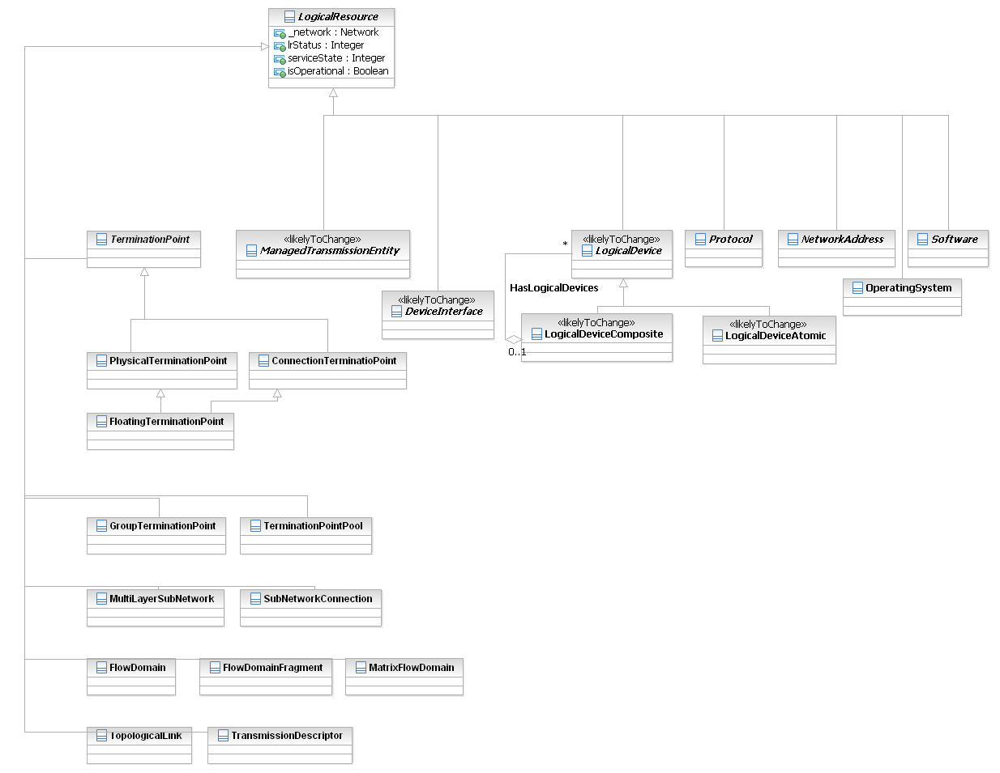 LogicalResource
_network : Network
lrStatus : Integer
serviceState : Integer
isOperational : Boolean
TerminationPoint
«likelyToChange»
ManagedTransmissionEntity
«likelyToChange»
DeviceInterface
*
«likelyToChange»
LogicalDevice
Protocol
NetworkAddress
Software
OperatingSystem
HasLogicalDevices
0..1
«likelyToChange»
LogicalDeviceComposite
«likelyToChange»
LogicalDeviceAtomic
PhysicalTerminationPoint
ConnectionTerminatioPoint
FloatingTerminationPoint
GroupTerminationPoint
TerminationPointPool
MultiLayerSubNetwork
SubNetworkConnection
FlowDomain
FlowDomainFragment
MatrixFlowDomain
TopologicalLink
TransmissionDescriptor